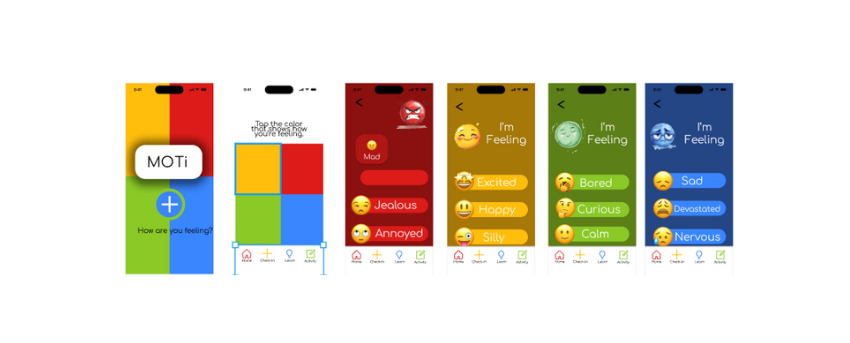 9:41
MOTi
How are you feeling?
9:41
Tap the color
that shows how
you're feeling.
Home
Check-in
Learn
Activity
9:41
Mad
Jealous
Annoyed
Home
Check-in
Learn
Activity
9:41
I'm
Feeling
Excited
Happy
Silly
Home
Check-in
Learn
Activity
9:41
I'm
Feeling
Bored
Curious
Calm
Home
Check-in
Learn
Activity
9:41
I'm
Feeling
Sad
Devastated
Nervous
Home
Check-in
Learn
Activity